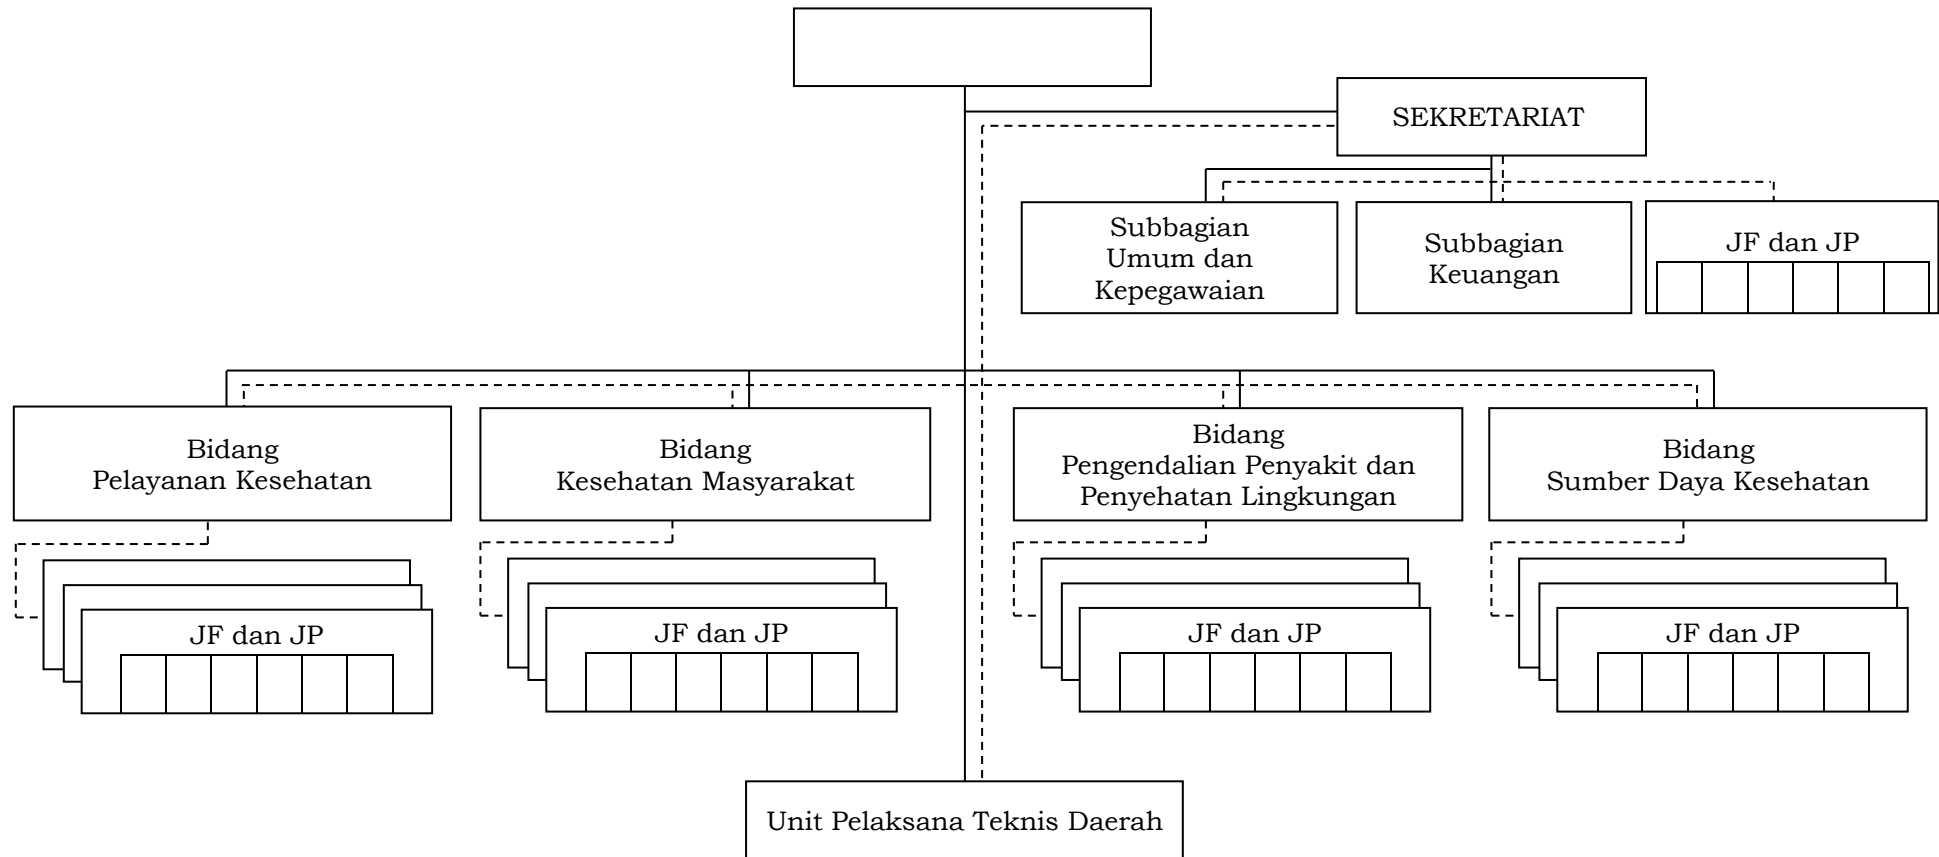 SEKRETARIAT
Subbagian
Umum dan
Kepegawaian
Subbagian
Keuangan
JF dan JP
Bidang
Pelayanan Kesehatan
Bidang
Kesehatan Masyarakat
Bidang
Pengendalian Penyakit dan
Penyehatan Lingkungan
Bidang
Sumber Daya Kesehatan
JF dan JP
JF dan JP
JF dan JP
JF dan JP
Unit Pelaksana Teknis Daerah